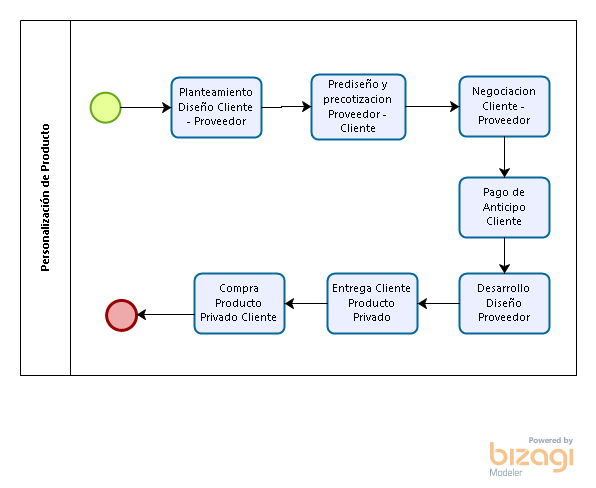 Personalización de Producto
Planteamiento
Diseño Cliente
- Proveedor
Prediseño y
precotizacion
Proveedor -
Cliente
Negociacion
Cliente -
Proveedor
Pago de
Anticipo
Cliente
Desarrollo
Diseño
Proveedor
Entrega Cliente
Producto
Privado
Compra
Producto
Privado Cliente
Powered by
bizagi
Modeler